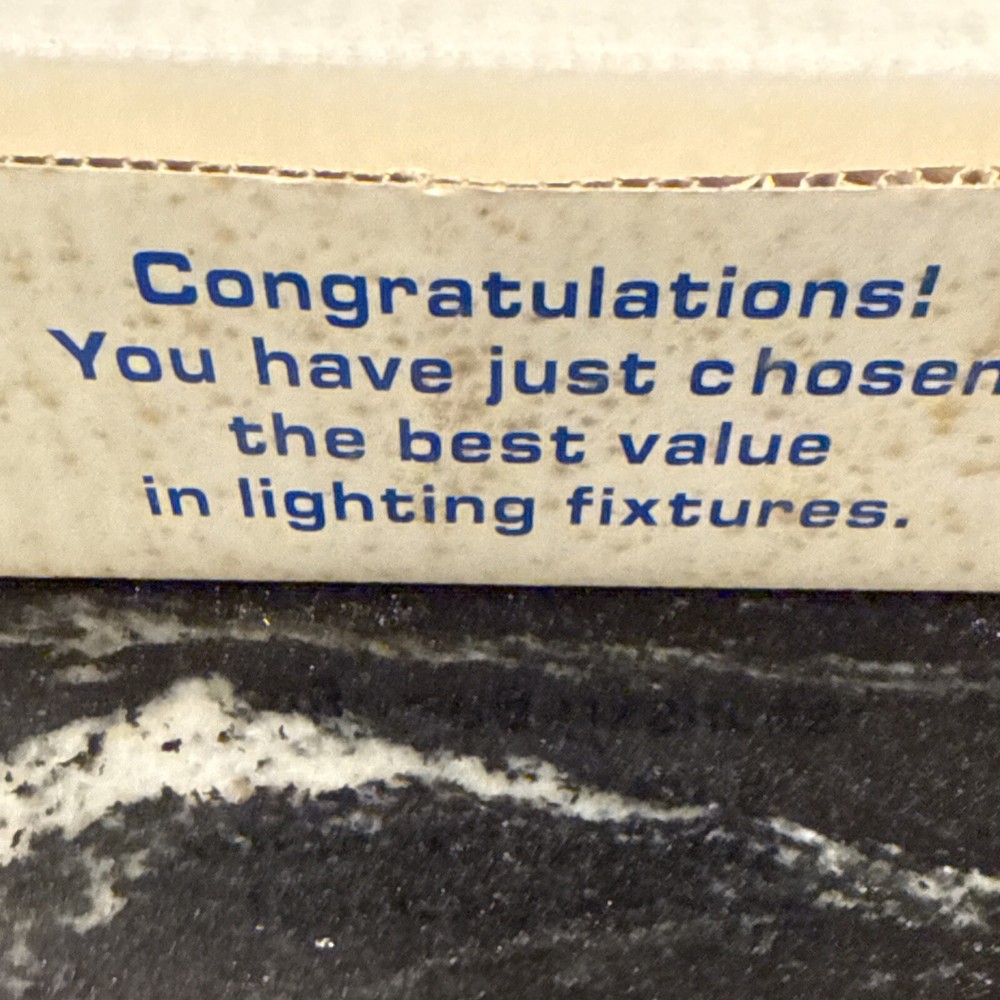 Congratulations!
You have just chosen
the best value
in lighting fixtures.